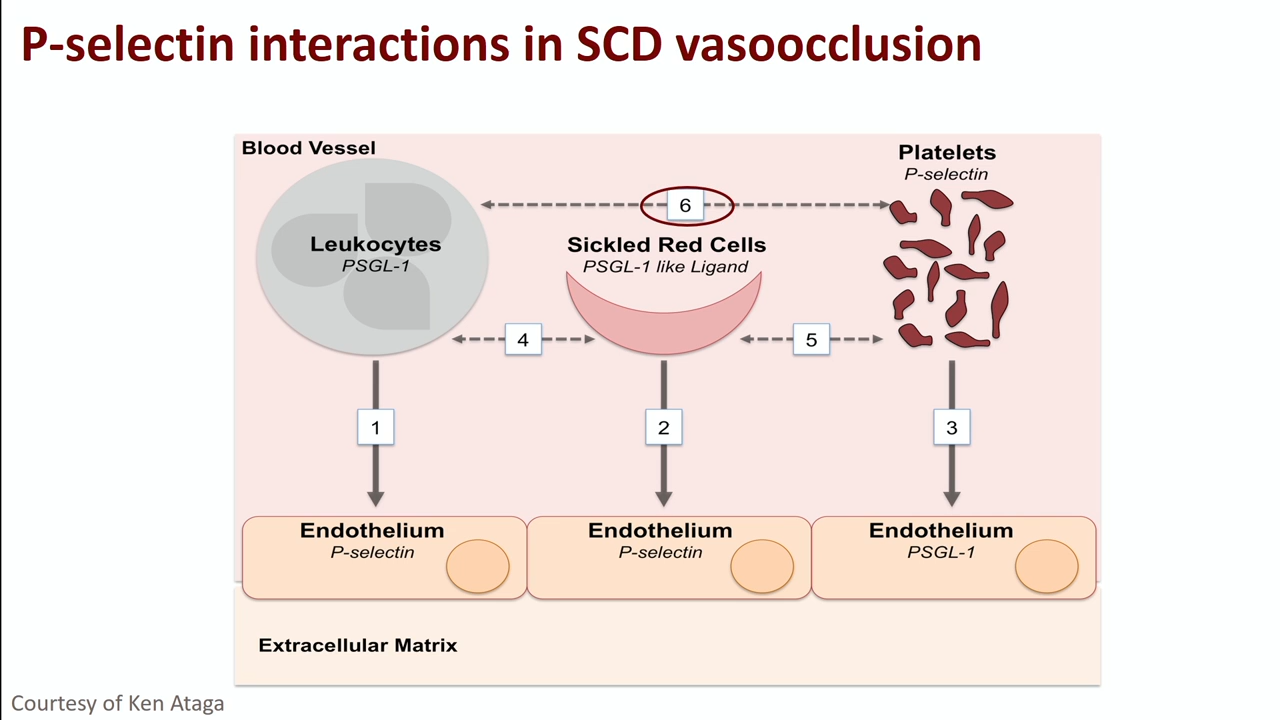 P-selectin interactions in SCD vasoocclusion
Blood Vessel
Platelets
P-selectin
6
Leukocytes
PSGL-1
Sickled Red Cells
PSGL-1 like Ligand
4
5
1
2
3
Endothelium
P-selectin
Endothelium
P-selectin
Endothelium
PSGL-1
Extracellular Matrix
Courtesy of Ken Ataga